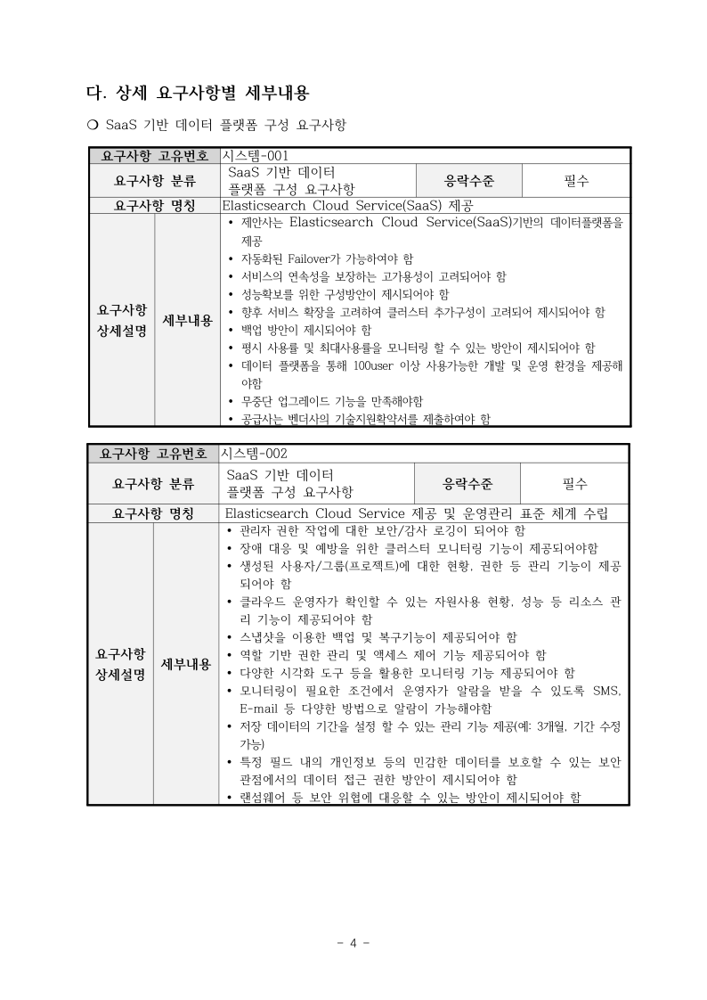 다. 상세 요구사항별 세부내용
❍ SaaS 기반 데이터 플랫폼 구성 요구사항
요구사항 고유번호 시스템-001
요구사항 분류 SaaS 기반 데이터
플랫폼 구성 요구사항 응락수준 필수
요구사항 명칭 Elasticsearch Cloud Service(SaaS) 제공
요구사항
상세설명
세부내용
• 제안사는 Elasticsearch Cloud Service(SaaS)기반의 데이터플랫폼을
제공
• 자동화된 Failover가 가능하여야 함
• 서비스의 연속성을 보장하는 고가용성이 고려되어야 함
• 성능확보를 위한 구성방안이 제시되어야 함
• 향후 서비스 확장을 고려하여 클러스터 추가구성이 고려되어 제시되어야 함
• 백업 방안이 제시되어야 함
• 평시 사용률 및 최대사용률을 모니터링 할 수 있는 방안이 제시되어야 함
• 데이터 플랫폼을 통해 100user 이상 사용가능한 개발 및 운영 환경을 제공해
야함
• 무중단 업그레이드 기능을 만족해야함
• 공급사는 벤더사의 기술지원확약서를 제출하여야 함
요구사항 고유번호 시스템-002
요구사항 분류 SaaS 기반 데이터
플랫폼 구성 요구사항 응락수준 필수
요구사항 명칭 Elasticsearch Cloud Service 제공 및 운영관리 표준 체계 수립
요구사항
상세설명
세부내용
• 관리자 권한 작업에 대한 보안/감사 로깅이 되어야 함
• 장애 대응 및 예방을 위한 클러스터 모니터링 기능이 제공되어야함
• 생성된 사용자/그룹(프로젝트)에 대한 현황, 권한 등 관리 기능이 제공
되어야 함
• 클라우드 운영자가 확인할 수 있는 자원사용 현황, 성능 등 리소스 관
리 기능이 제공되어야 함
• 스냅샷을 이용한 백업 및 복구기능이 제공되어야 함
• 역할 기반 권한 관리 및 액세스 제어 기능 제공되어야 함
• 다양한 시각화 도구 등을 활용한 모니터링 기능 제공되어야 함
• 모니터링이 필요한 조건에서 운영자가 알람을 받을 수 있도록 SMS,
E-mail 등 다양한 방법으로 알람이 가능해야함
• 저장 데이터의 기간을 설정 할 수 있는 관리 기능 제공(예: 3개월, 기간 수정
가능)
• 특정 필드 내의 개인정보 등의 민감한 데이터를 보호할 수 있는 보안
관점에서의 데이터 접근 권한 방안이 제시되어야 함
• 랜섬웨어 등 보안 위협에 대응할 수 있는 방안이 제시되어야 함
- 4 -